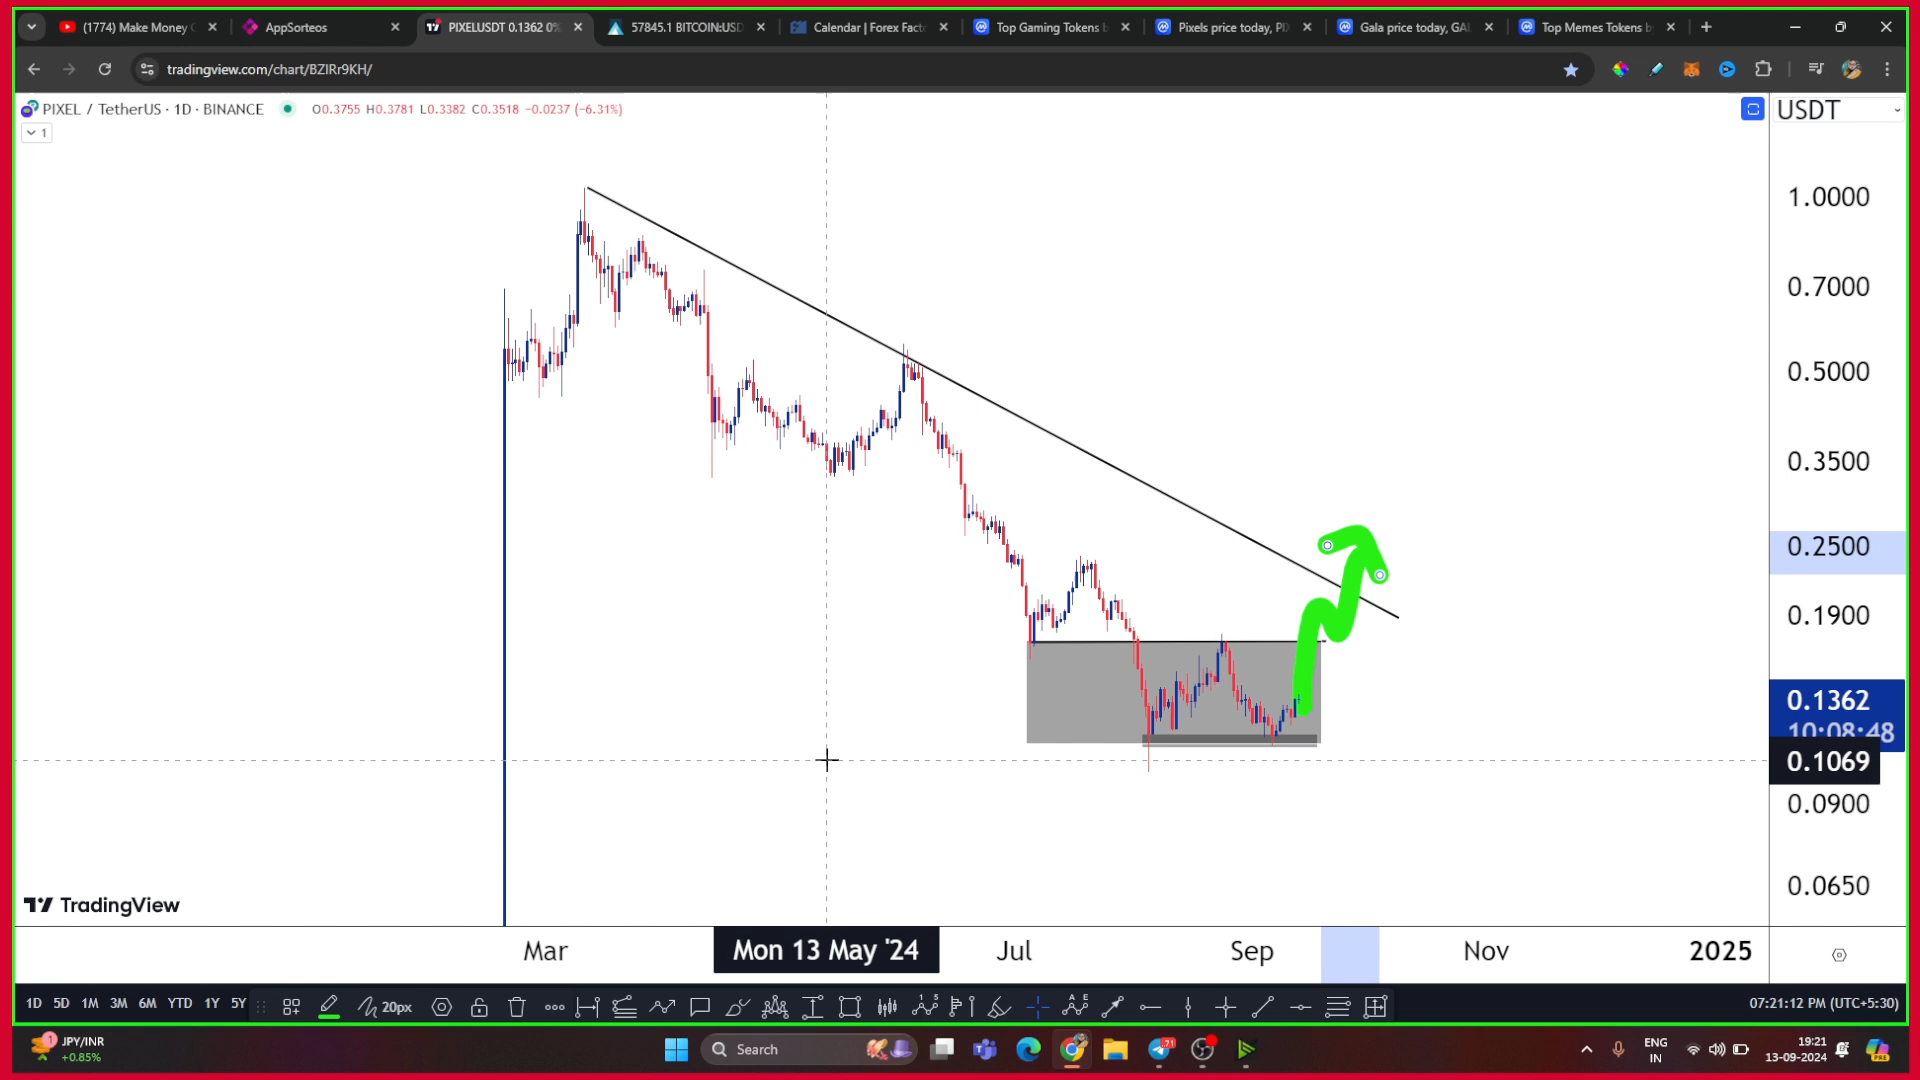 (1774) Make Money
AppSorteos
PIXELUSDT 0.1362 0%
57845.1 BITCOIN:USD
Calendar | Forex Fact
Top Gaming Tokens b
Pixels price today, PI
Gala price today, GAL
Top Memes Tokens b
tradingview.com/chart/BZIRr9KH/
PIXEL / TetherUS · 1D · BINANCE O0.3755 H0.3781 L0.3382 C0.3518 −0.0237 (−6.31%)
USDT
1
1.0000
0.7000
0.5000
0.3500
0.2500
0.1900
0.1362
10:08:48
0.1069
0.0900
0.0650
TradingView
Mar
Mon 13 May '24
Jul
Sep
Nov
2025
1D 5D 1M 3M 6M YTD 1Y 5Y
20px
07:21:12 PM (UTC+5:30)
1
JPY/INR
+0.85%
Search
71
ENG
IN
19:21
13-09-2024
PRE